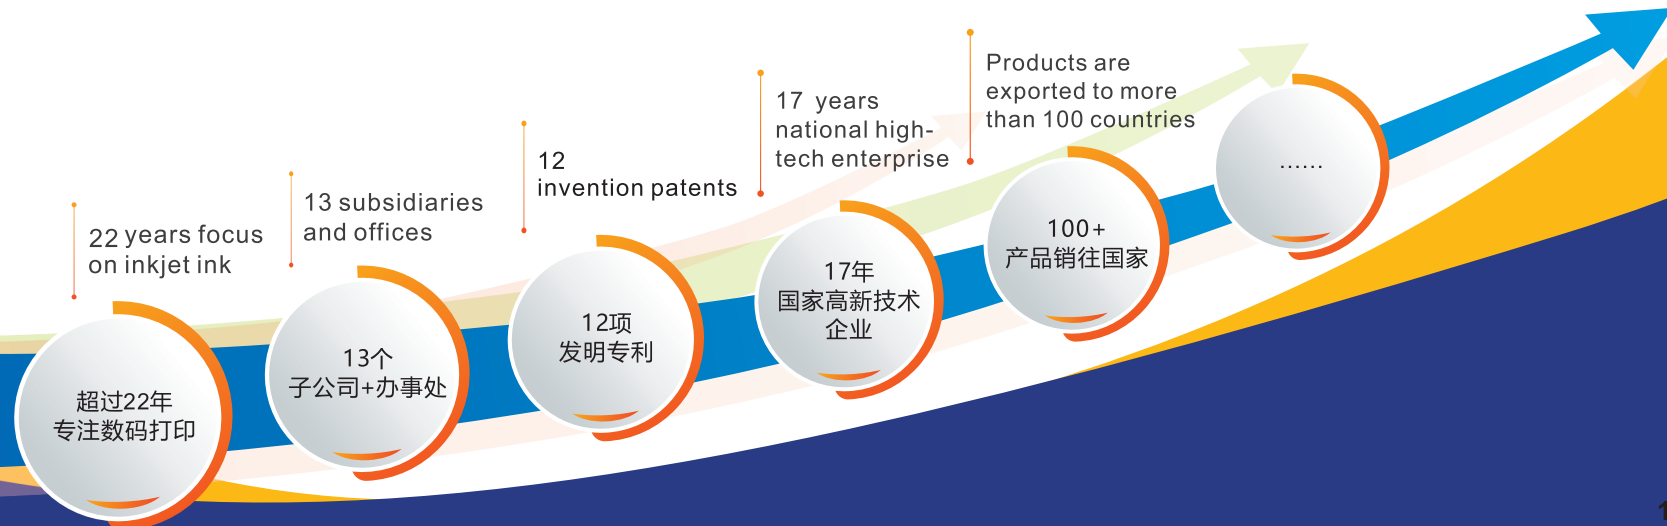 22 years focus
on inkjet ink
超过22年
专注数码打印
13 subsidiaries
and offices
13个
子公司+办事处
12
invention patents
12项
发明专利
17 years
national high-
tech enterprise
17年
国家高新技术
企业
Products are
exported to more
than 100 countries
100+
产品销往国家
......
1